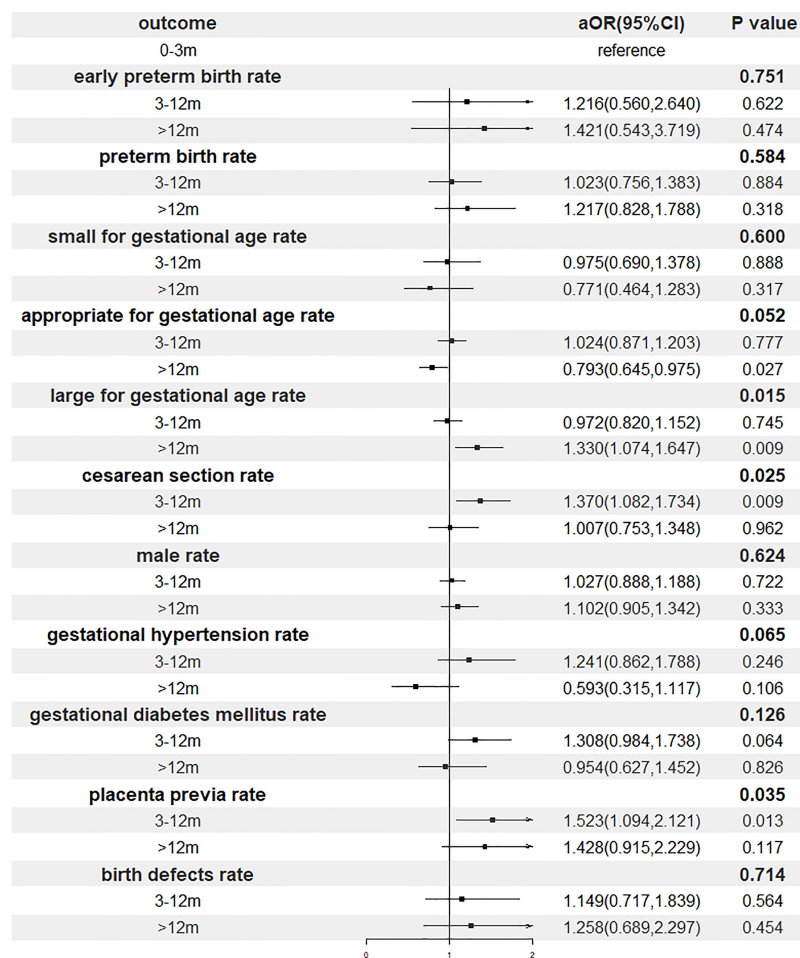 outcome aOR(95%CI) P value
0-3m reference
early preterm birth rate 0.751
3-12m 1.216(0.560,2.640) 0.622
>12m 1.421(0.543,3.719) 0.474
preterm birth rate 0.584
3-12m 1.023(0.756,1.383) 0.884
>12m 1.217(0.828,1.788) 0.318
small for gestational age rate 0.600
3-12m 0.975(0.690,1.378) 0.888
>12m 0.771(0.464,1.283) 0.317
appropriate for gestational age rate 0.052
3-12m 1.024(0.871,1.203) 0.777
>12m 0.793(0.645,0.975) 0.027
large for gestational age rate 0.015
3-12m 0.972(0.820,1.152) 0.745
>12m 1.330(1.074,1.647) 0.009
cesarean section rate 0.025
3-12m 1.370(1.082,1.734) 0.009
>12m 1.007(0.753,1.348) 0.962
male rate 0.624
3-12m 1.027(0.888,1.188) 0.722
>12m 1.102(0.905,1.342) 0.333
gestational hypertension rate 0.065
3-12m 1.241(0.862,1.788) 0.246
>12m 0.593(0.315,1.117) 0.106
gestational diabetes mellitus rate 0.126
3-12m 1.308(0.984,1.738) 0.064
>12m 0.954(0.627,1.452) 0.826
placenta previa rate 0.035
3-12m 1.523(1.094,2.121) 0.013
>12m 1.428(0.915,2.229) 0.117
birth defects rate 0.714
3-12m 1.149(0.717,1.839) 0.564
>12m 1.258(0.689,2.297) 0.454
0 1 2